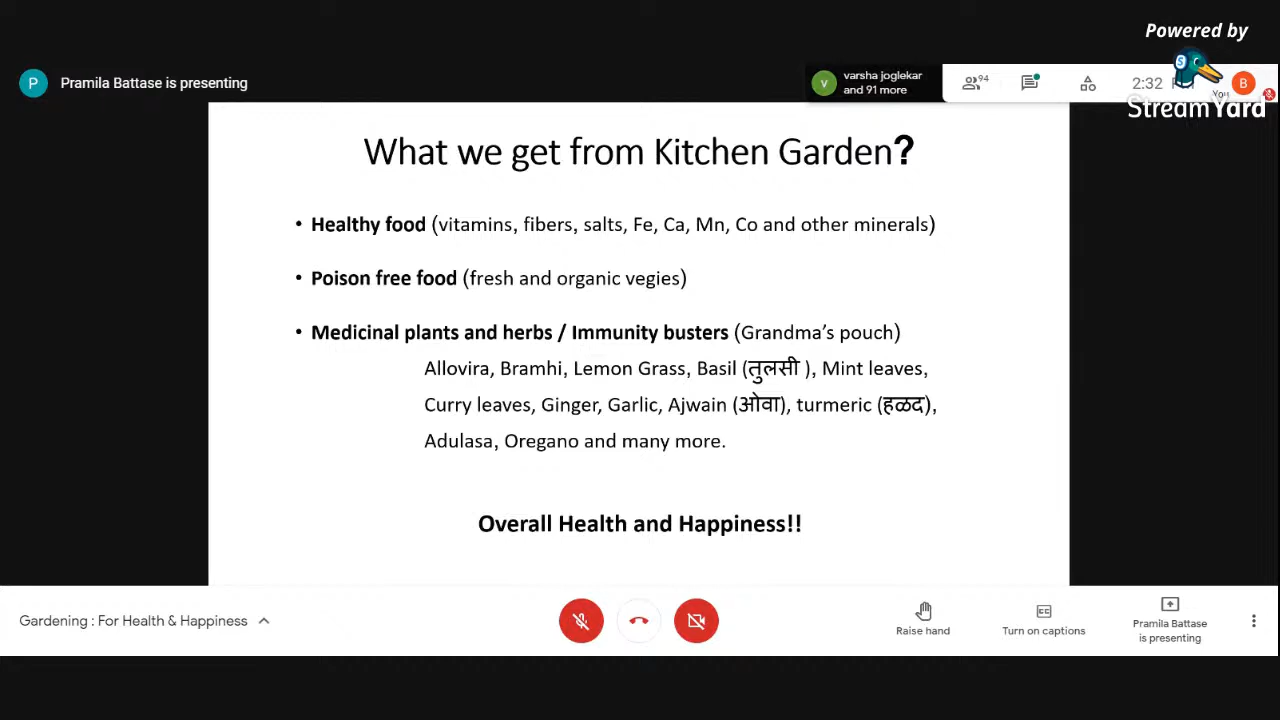 Powered by
StreamYard
P
Pramila Battase is presenting
v
varsha joglekar
and 91 more
94
2:32
You
B
What we get from Kitchen Garden?
• Healthy food (vitamins, fibers, salts, Fe, Ca, Mn, Co and other minerals)
• Poison free food (fresh and organic vegies)
• Medicinal plants and herbs / Immunity busters (Grandma's pouch)
Allovira, Bramhi, Lemon Grass, Basil (तुलसी ), Mint leaves,
Curry leaves, Ginger, Garlic, Ajwain (ओवा), turmeric (हळद),
Adulasa, Oregano and many more.
Overall Health and Happiness!!
Gardening : For Health & Happiness
Raise hand
CC
Turn on captions
Pramila Battase
is presenting